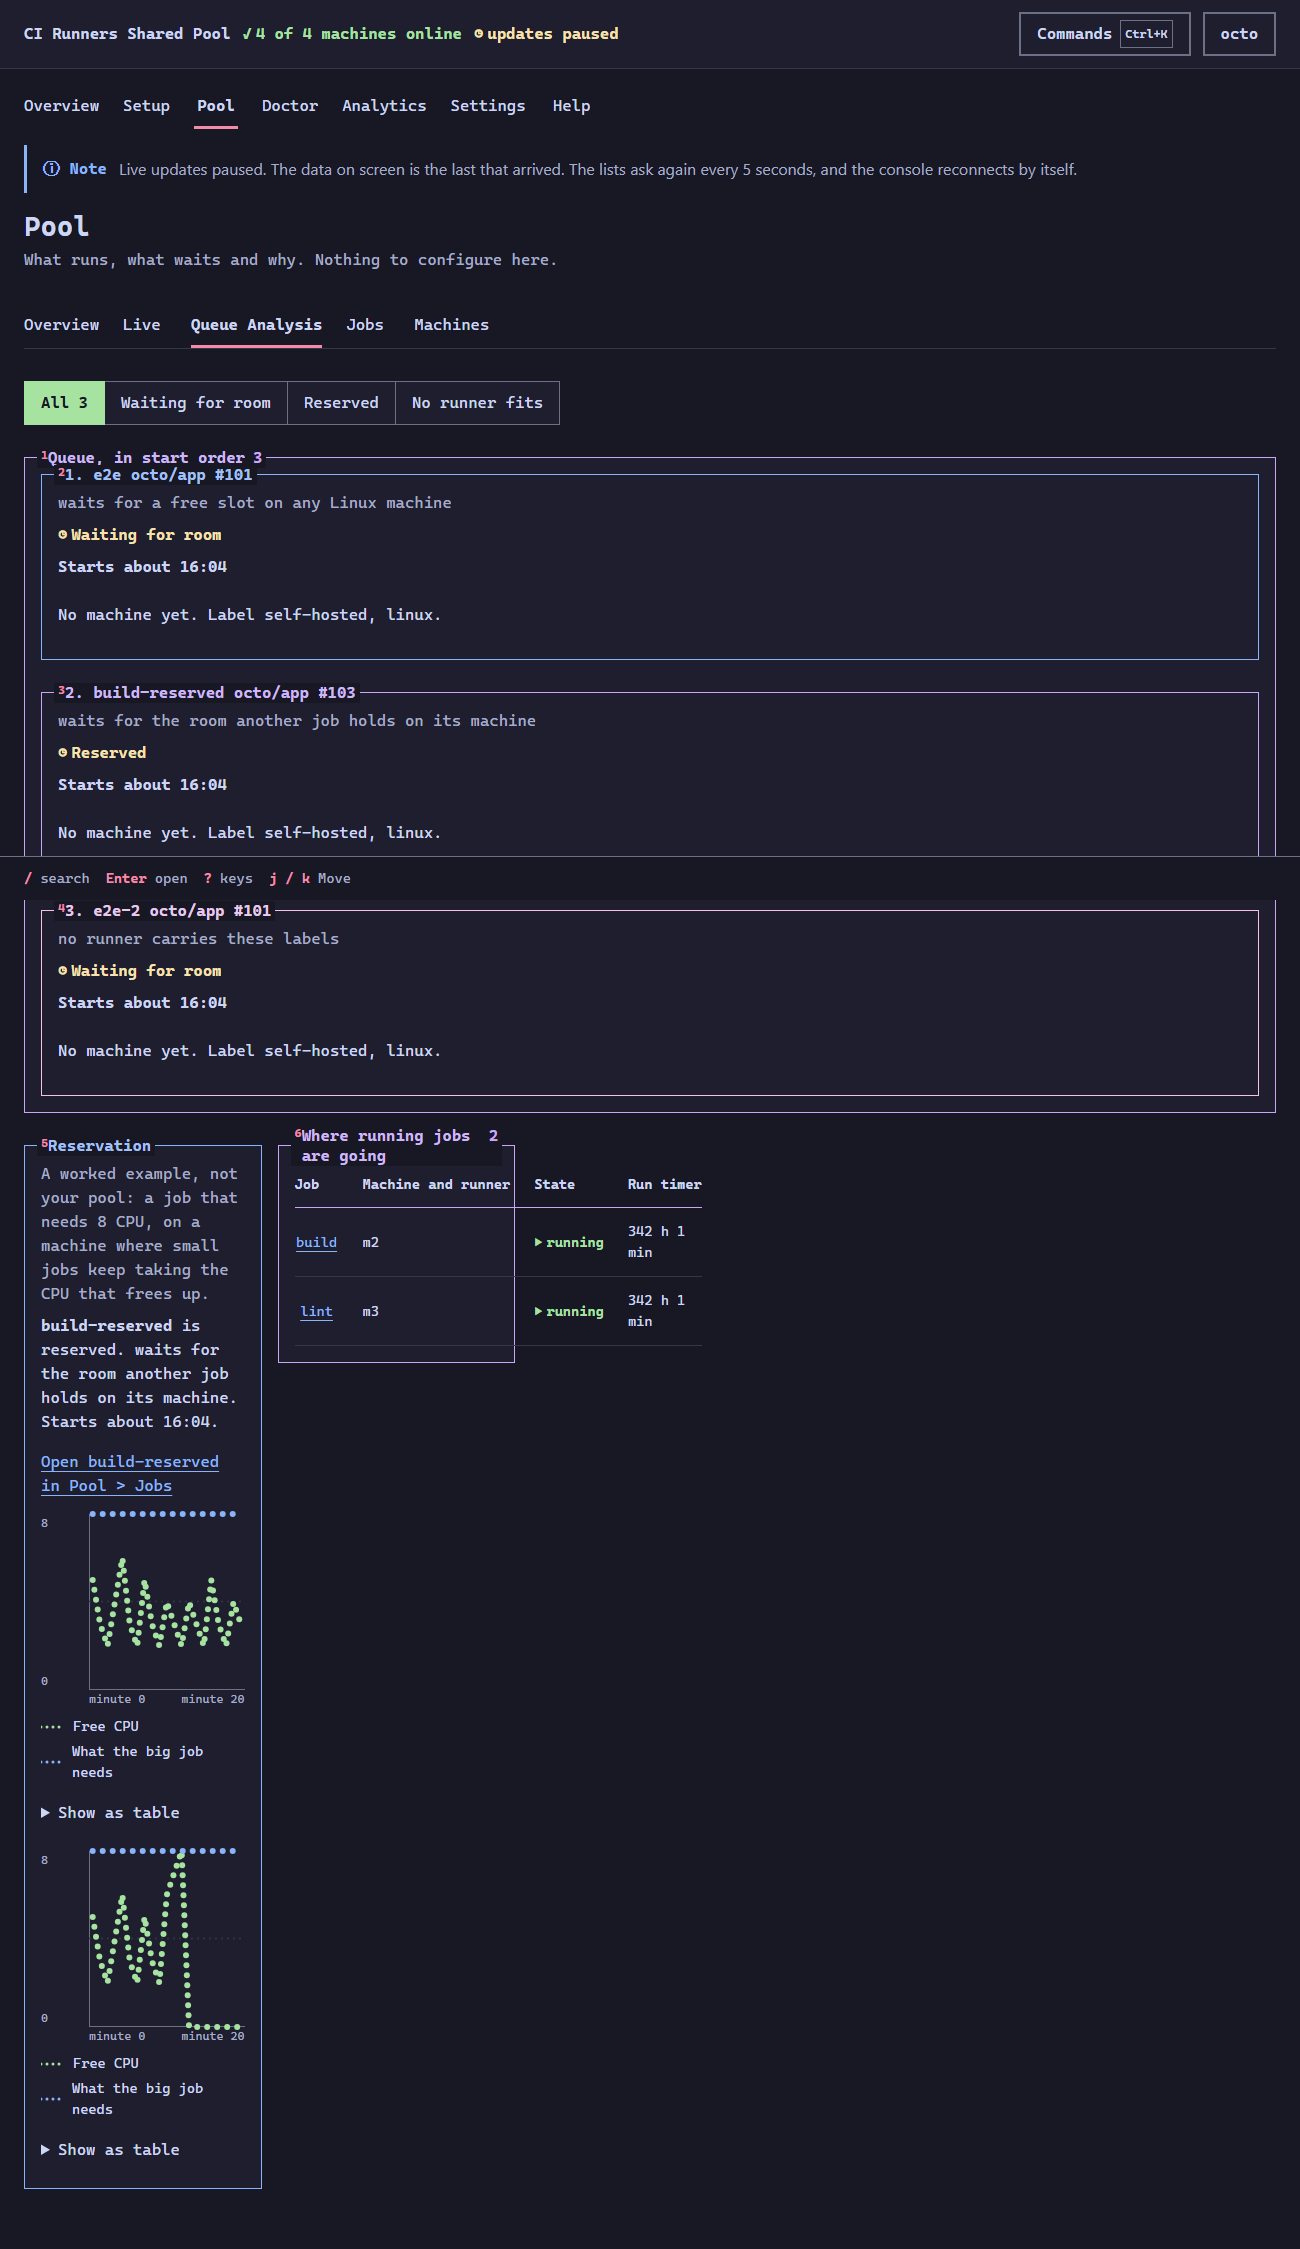 CI Runners Shared Pool ✓4 of 4 machines online updates paused
Commands Ctrl+K octo
Overview Setup Pool Doctor Analytics Settings Help
Note Live updates paused. The data on screen is the last that arrived. The lists ask again every 5 seconds, and the console reconnects by itself.
Pool
What runs, what waits and why. Nothing to configure here.
Overview Live Queue Analysis Jobs Machines
All 3 Waiting for room Reserved No runner fits
1Queue, in start order 3
21. e2e octo/app #101
waits for a free slot on any Linux machine
Waiting for room
Starts about 16:04
No machine yet. Label self-hosted, linux.
32. build-reserved octo/app #103
waits for the room another job holds on its machine
Reserved
Starts about 16:04
No machine yet. Label self-hosted, linux.
/ search Enter open ? keys j / k Move
43. e2e-2 octo/app #101
no runner carries these labels
Waiting for room
Starts about 16:04
No machine yet. Label self-hosted, linux.
5Reservation
A worked example, not
your pool: a job that
needs 8 CPU, on a
machine where small
jobs keep taking the
CPU that frees up.
build-reserved is
reserved. waits for
the room another job
holds on its machine.
Starts about 16:04.
Open build-reserved
in Pool > Jobs
8
0
minute 0 minute 20
Free CPU
What the big job
needs
▶ Show as table
8
0
minute 0 minute 20
Free CPU
What the big job
needs
▶ Show as table
6Where running jobs 2
are going
Job Machine and runner State Run timer
build m2 ▶running 342 h 1
min
lint m3 ▶running 342 h 1
min